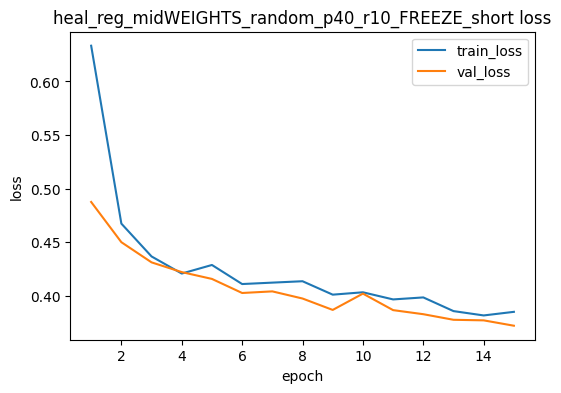 heal_reg_midWEIGHTS_random_p40_r10_FREEZE_short loss
train_loss
val_loss
0.60
0.55
0.50
0.45
0.40
loss
2 4 6 8 10 12 14
epoch